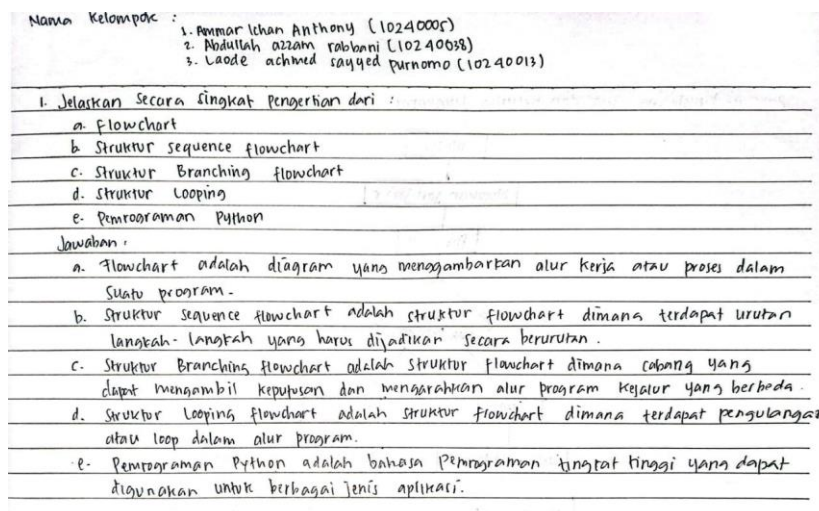 Nama Kelompok :
1. Ammar Ichan Anthony (10240005)
2. Abdullah azzam rabbani (10240038)
3. Laode achmed sayyed purnomo (10240013)
1. Jelaskan Secara singkat Pengertian dari :
a. Flowchart
b. Struktur sequence flowchart
c. Struktur Branching flowchart
d. Struktur Looping
e. Pemrograman Python
Jawaban :
a. Flowchart adalah diagram yang menggambarkan alur kerja atau proses dalam
suatu program.
b. Struktur sequence flowchart adalah struktur flowchart dimana terdapat urutan
langkah-langkah yang harus dijadikan secara berurutan.
c. Struktur Branching flowchart adalah struktur flowchart dimana cabang yang
dapat mengambil keputusan dan mengarahkan alur program kejalur yang berbeda.
d. Struktur Looping flowchart adalah struktur flowchart dimana terdapat pengulangan
atau loop dalam alur program.
e. Pemrograman Python adalah bahasa Pemrograman tingkat tinggi yang dapat
digunakan untuk berbagai jenis aplikasi.